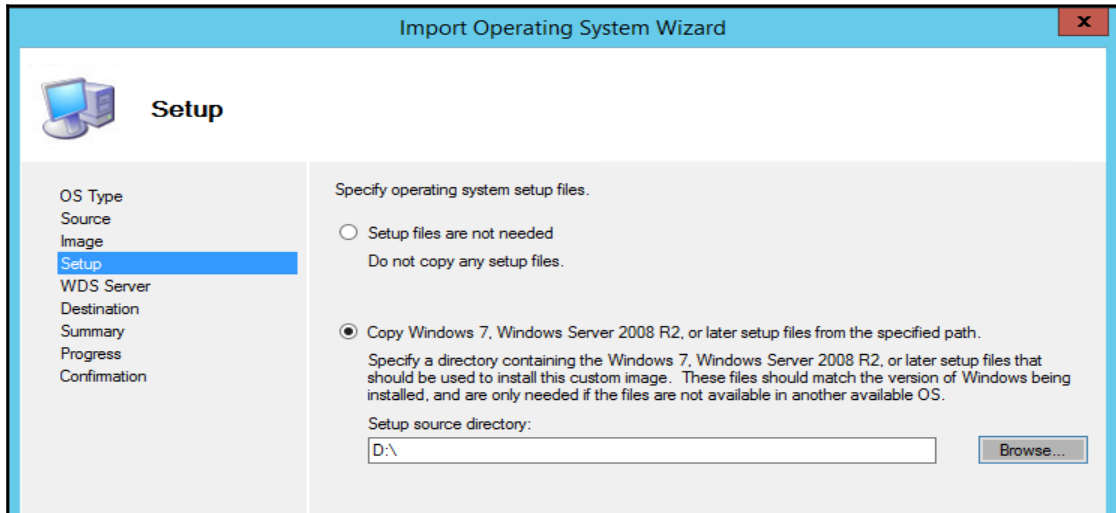 Import Operating System Wizard
x
Setup
OS Type
Source
Image
Setup
WDS Server
Destination
Summary
Progress
Confirmation
Specify operating system setup files.
Setup files are not needed
Do not copy any setup files.
Copy Windows 7, Windows Server 2008 R2, or later setup files from the specified path.
Specify a directory containing the Windows 7, Windows Server 2008 R2, or later setup files that
should be used to install this custom image. These files should match the version of Windows being
installed, and are only needed if the files are not available in another available OS.
Setup source directory:
D:\
Browse...